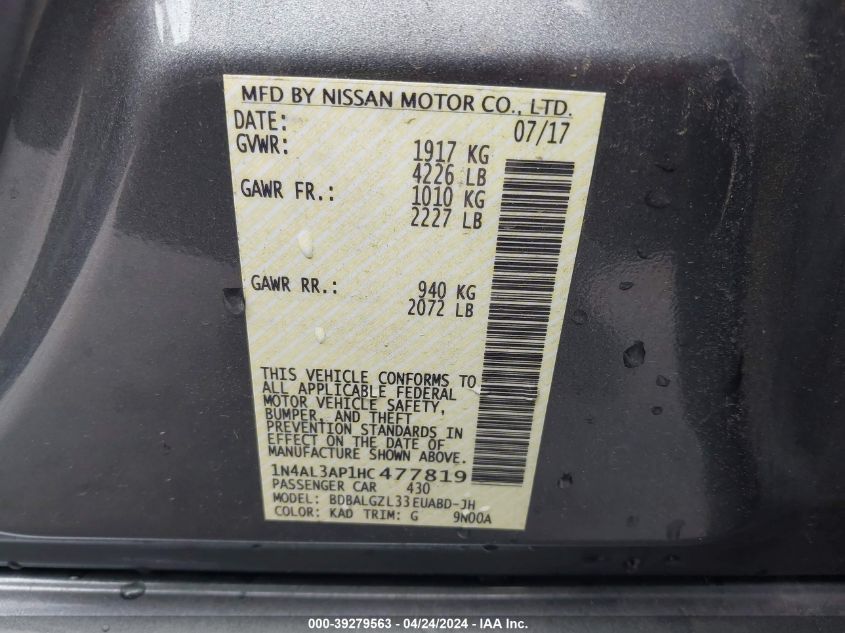 MFD BY NISSAN MOTOR CO., LTD.
DATE: 07/17
GVWR: 1917 KG
4226 LB
GAWR FR.: 1010 KG
2227 LB
GAWR RR.: 940 KG
2072 LB
THIS VEHICLE CONFORMS TO
ALL APPLICABLE FEDERAL
MOTOR VEHICLE SAFETY,
BUMPER, AND THEFT
PREVENTION STANDARDS IN
EFFECT ON THE DATE OF
MANUFACTURE SHOWN ABOVE.
1N4AL3AP1HC477819
PASSENGER CAR 430
MODEL: BDBALGZL33EUABD-JH
COLOR: KAD TRIM: G 9N00A
000-39279563 - 04/24/2024 - IAA Inc.